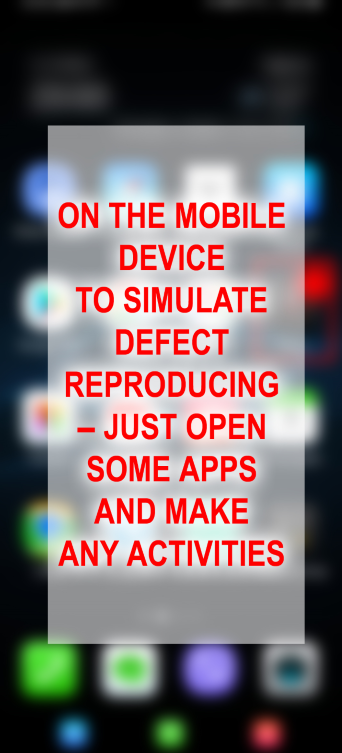 ON THE MOBILE
DEVICE
TO SIMULATE
DEFECT
REPRODUCING
– JUST OPEN
SOME APPS
AND MAKE
ANY ACTIVITIES